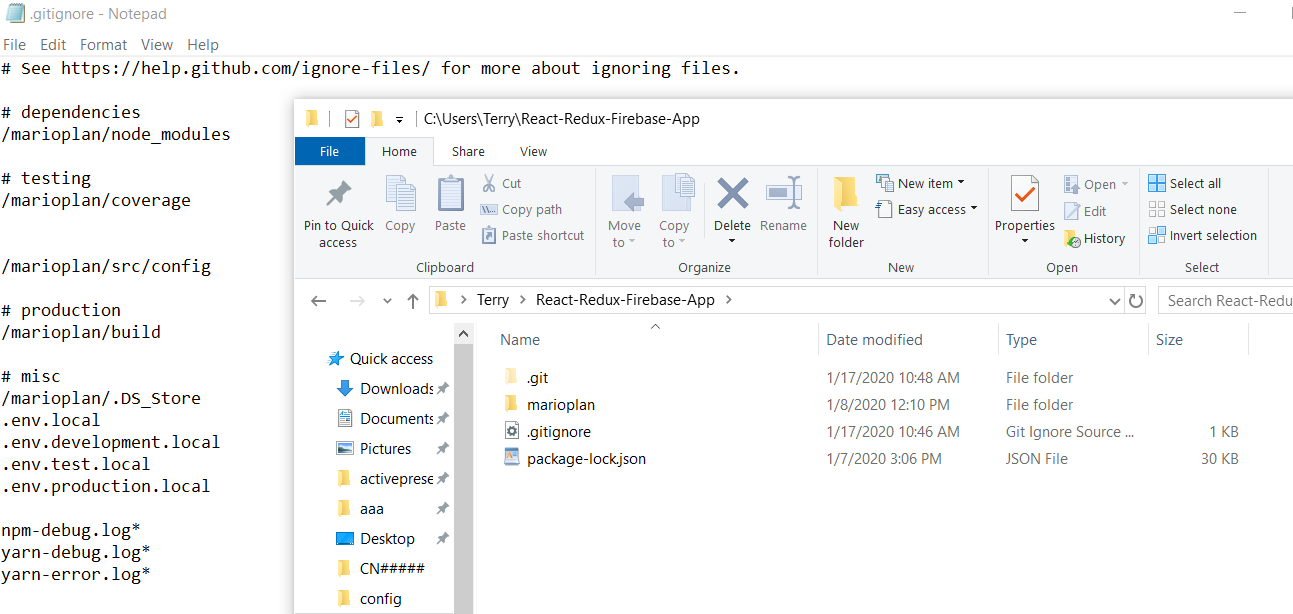 .gitignore - Notepad
File Edit Format View Help
# See https://help.github.com/ignore-files/ for more about ignoring files.
# dependencies
/marioplan/node_modules
# testing
/marioplan/coverage
/marioplan/src/config
# production
/marioplan/build
# misc
/marioplan/.DS_Store
.env.local
.env.development.local
.env.test.local
.env.production.local
npm-debug.log*
yarn-debug.log*
yarn-error.log*
C:\Users\Terry\React-Redux-Firebase-App
File Home Share View
Pin to Quick access
Copy
Paste
Cut
Copy path
Paste shortcut
Clipboard
Move to
Copy to
Delete
Rename
Organize
New folder
New item
Easy access
New
Properties
Open
Edit
History
Open
Select all
Select none
Invert selection
Select
Terry > React-Redux-Firebase-App >
Search React-Redu
Quick access
Downloads
Documents
Pictures
activeprese
aaa
Desktop
CN#####
config
Name Date modified Type Size
.git 1/17/2020 10:48 AM File folder
marioplan 1/8/2020 12:10 PM File folder
.gitignore 1/17/2020 10:46 AM Git Ignore Source ... 1 KB
package-lock.json 1/7/2020 3:06 PM JSON File 30 KB